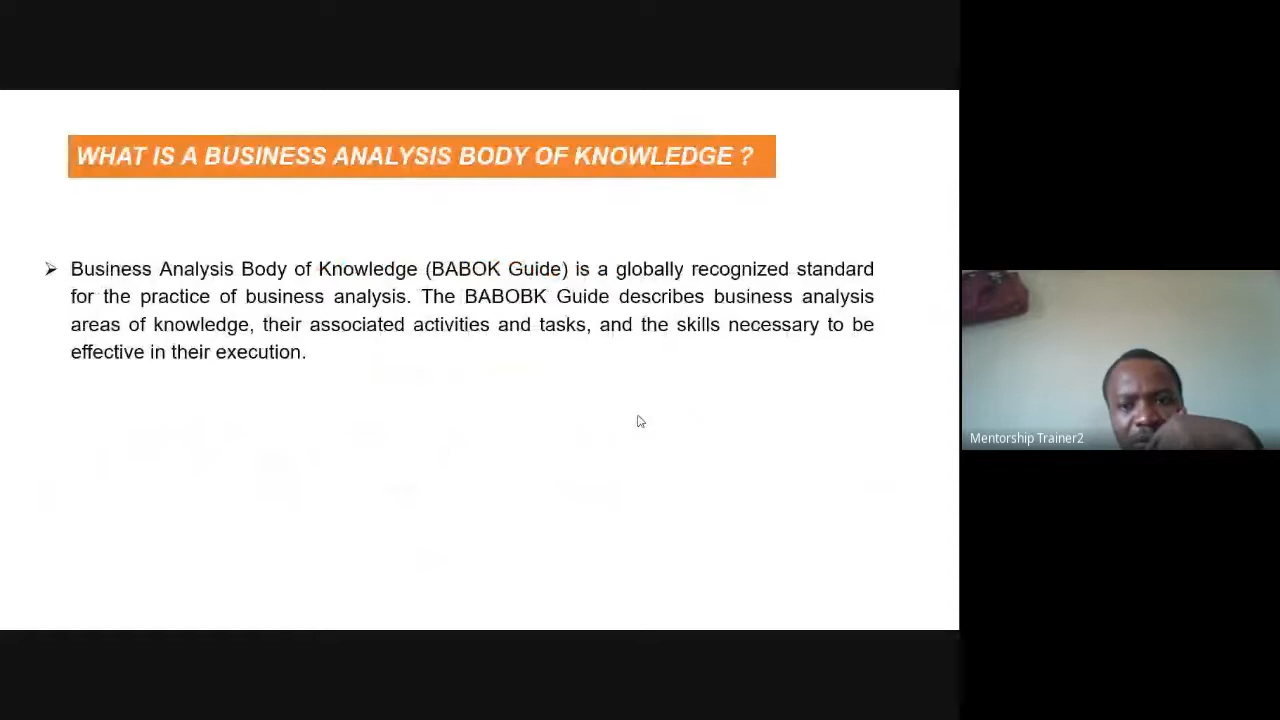 WHAT IS A BUSINESS ANALYSIS BODY OF KNOWLEDGE ?
Business Analysis Body of Knowledge (BABOK Guide) is a globally recognized standard
for the practice of business analysis. The BABOBK Guide describes business analysis
areas of knowledge, their associated activities and tasks, and the skills necessary to be
effective in their execution.
Mentorship Trainer2